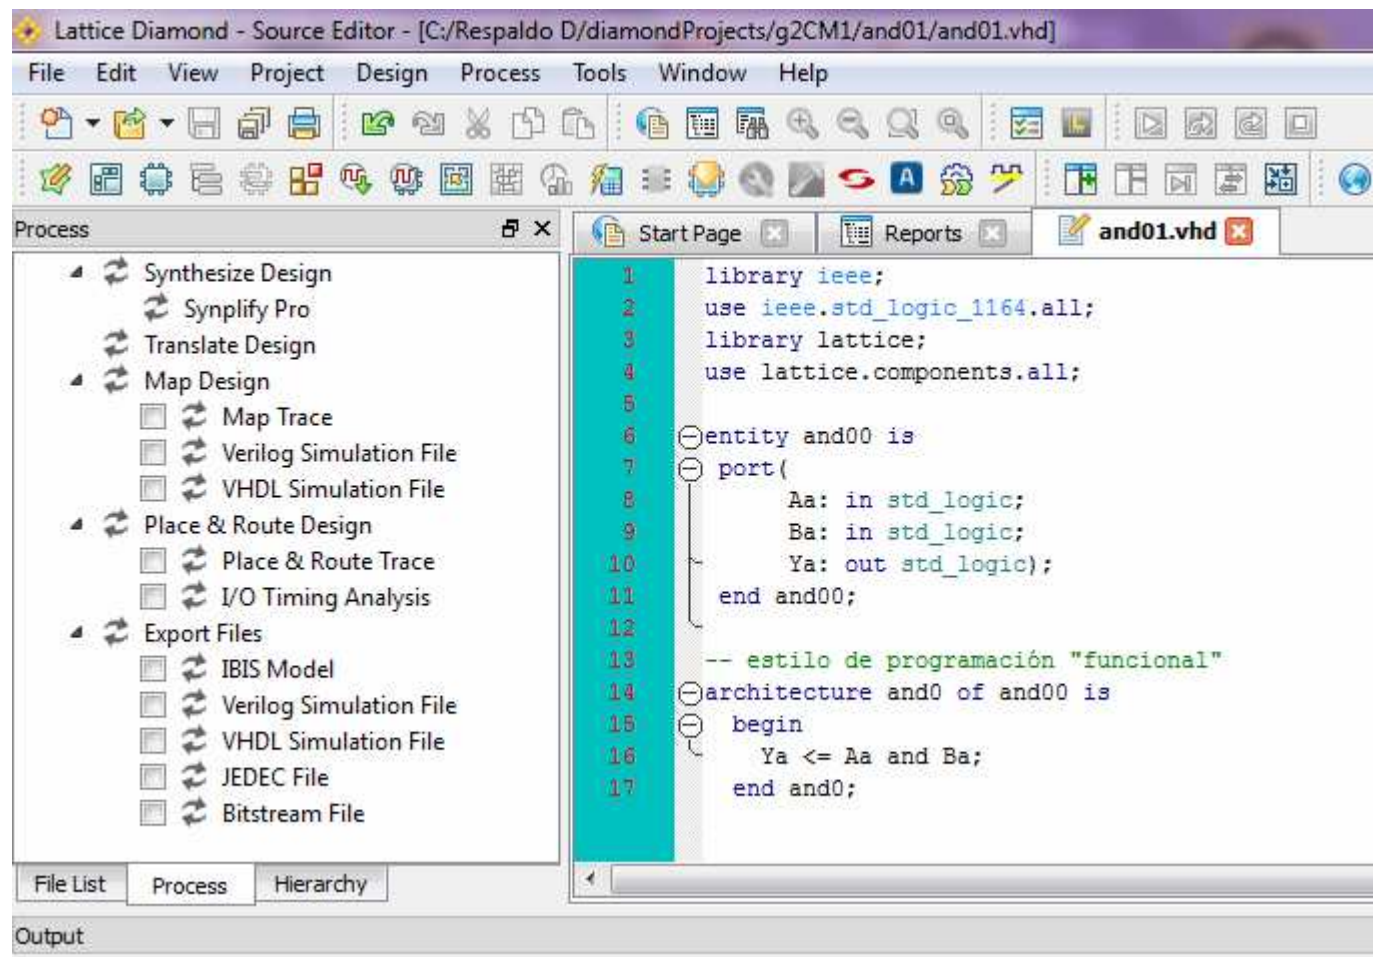 Lattice Diamond - Source Editor - [C:/Respaldo D/diamondProjects/g2CM1/and01/and01.vhd]
File Edit View Project Design Process Tools Window Help
Process
Synthesize Design
Synplify Pro
Translate Design
Map Design
Map Trace
Verilog Simulation File
VHDL Simulation File
Place & Route Design
Place & Route Trace
I/O Timing Analysis
Export Files
IBIS Model
Verilog Simulation File
VHDL Simulation File
JEDEC File
Bitstream File
File List Process Hierarchy
Start Page Reports and01.vhd
1 library ieee;
2 use ieee.std_logic_1164.all;
3 library lattice;
4 use lattice.components.all;
5
6 entity and00 is
7 port(
8 Aa: in std_logic;
9 Ba: in std_logic;
10 Ya: out std_logic);
11 end and00;
12
13 -- estilo de programación "funcional"
14 architecture and0 of and00 is
15 begin
16 Ya <= Aa and Ba;
17 end and0;
Output